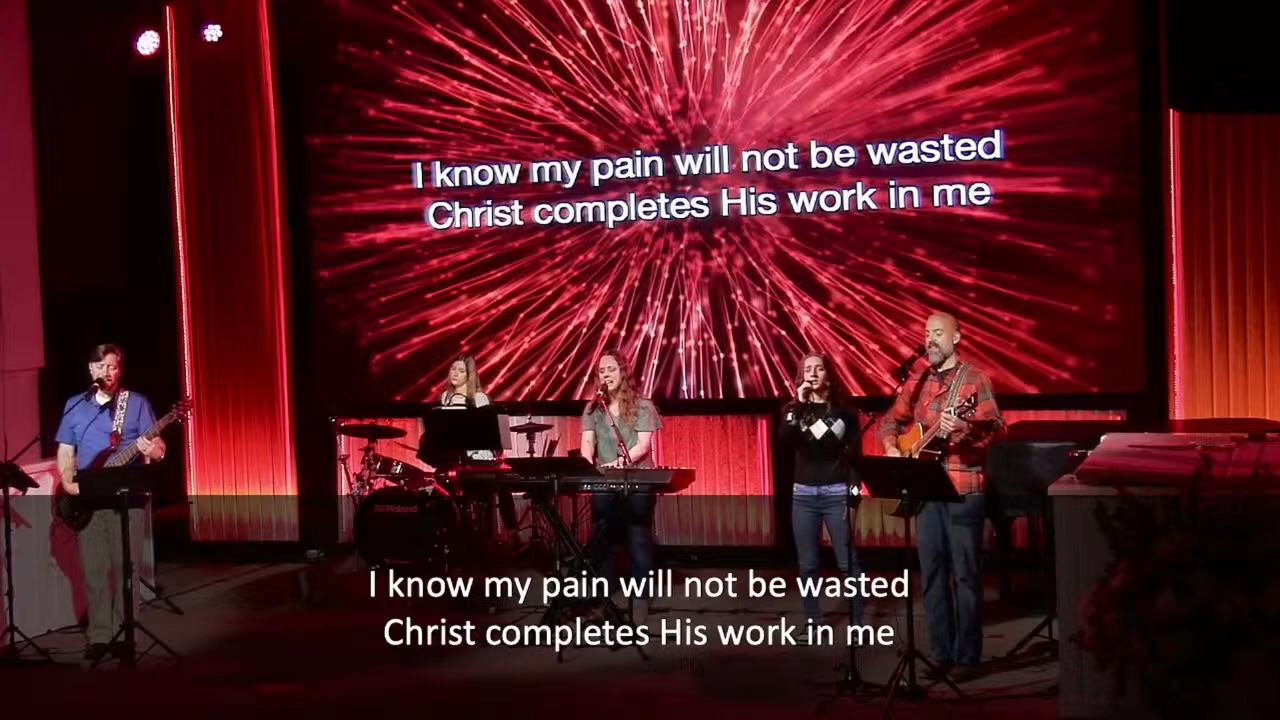 I know my pain will not be wasted
Christ completes His work in me
Roland
I know my pain will not be wasted
Christ completes His work in me